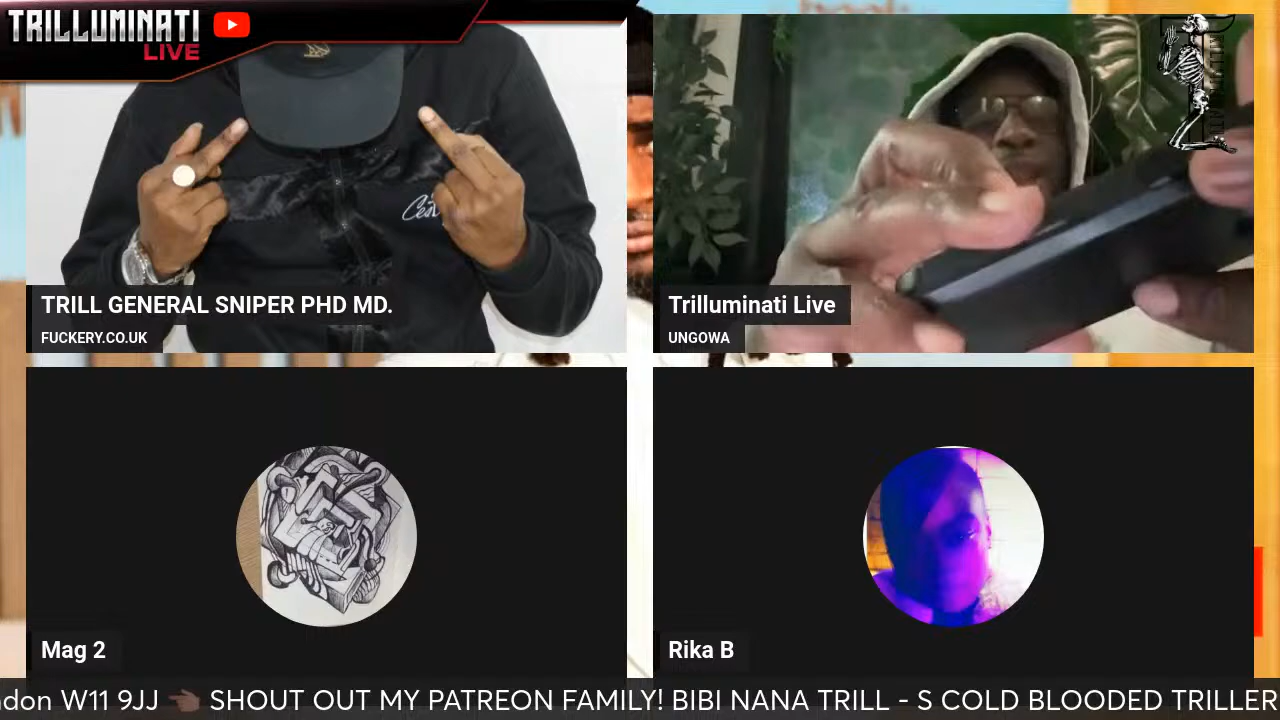 TRILLUMINATI
LIVE
TRILL GENERAL SNIPER PHD MD.
FUCKERY.CO.UK
Trilluminati Live
UNGOWA
Mag 2
Rika B
ndon W11 9JJ 👈🏾 SHOUT OUT MY PATREON FAMILY! BIBI NANA TRILL - S COLD BLOODED TRILLER